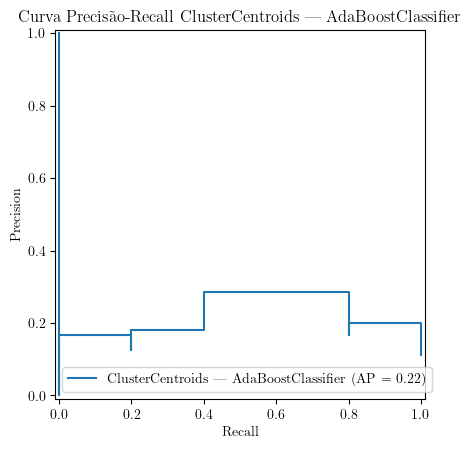 Curva Precisão-Recall ClusterCentroids — AdaBoostClassifier
Precision
1.0
0.8
0.6
0.4
0.2
0.0
ClusterCentroids — AdaBoostClassifier (AP = 0.22)
0.0 0.2 0.4 0.6 0.8 1.0
Recall